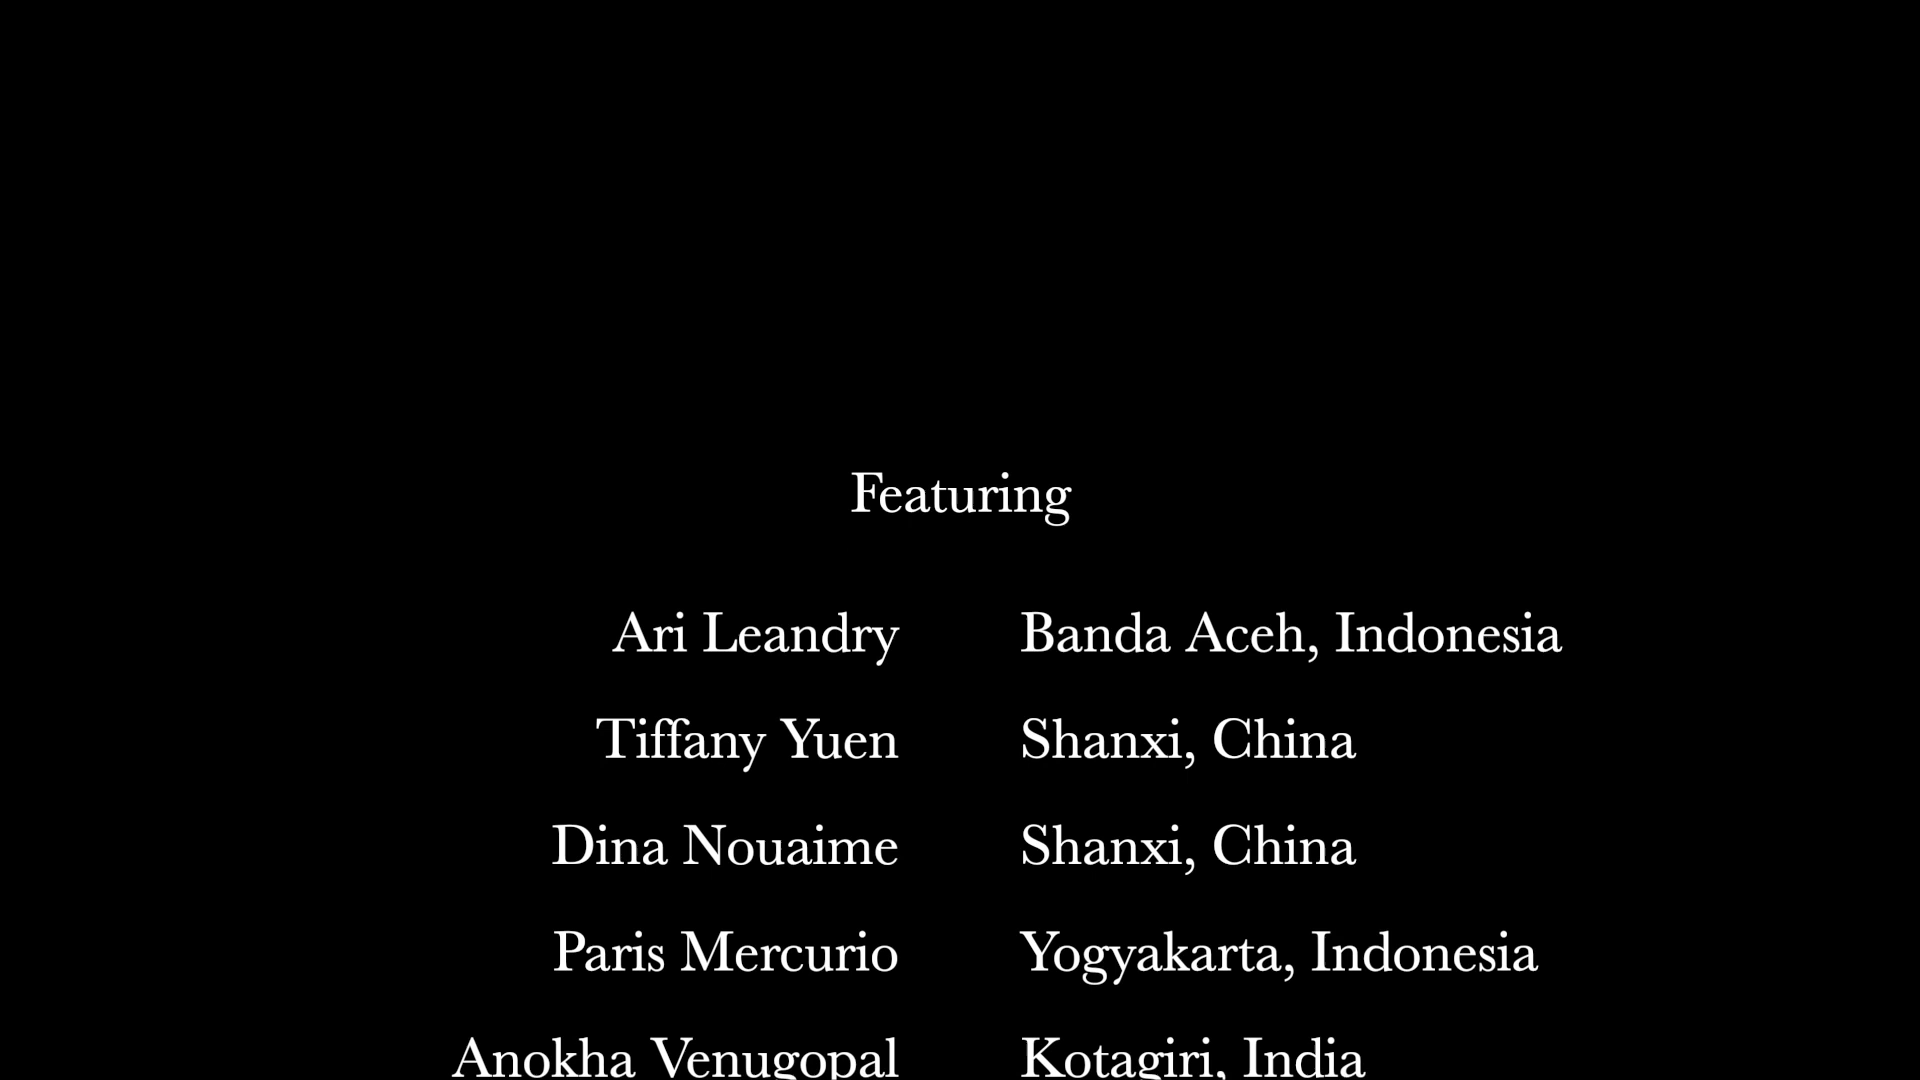 Featuring
Ari Leandry Banda Aceh, Indonesia
Tiffany Yuen Shanxi, China
Dina Nouaime Shanxi, China
Paris Mercurio Yogyakarta, Indonesia
Anokha Venugopal Kotagiri, India